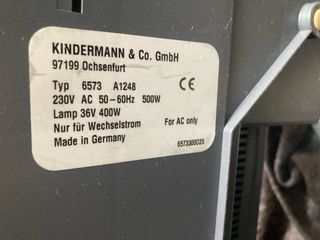 KINDERMANN & Co. GmbH
97199 Ochsenfurt
Typ 6573 A1248 CE
230V AC 50-60Hz 500W
Lamp 36V 400W
Nur für Wechselstrom For AC only
Made in Germany 6573300020